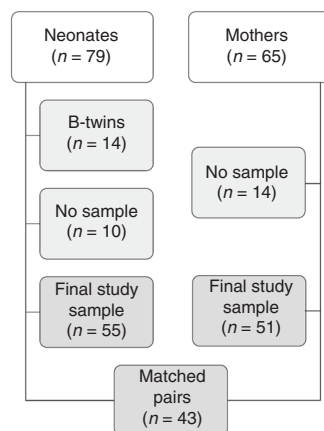 Neonates
(n = 79)
Mothers
(n = 65)
B-twins
(n = 14)
No sample
(n = 14)
No sample
(n = 10)
Final study
sample
(n = 55)
Final study
sample
(n = 51)
Matched
pairs
(n = 43)